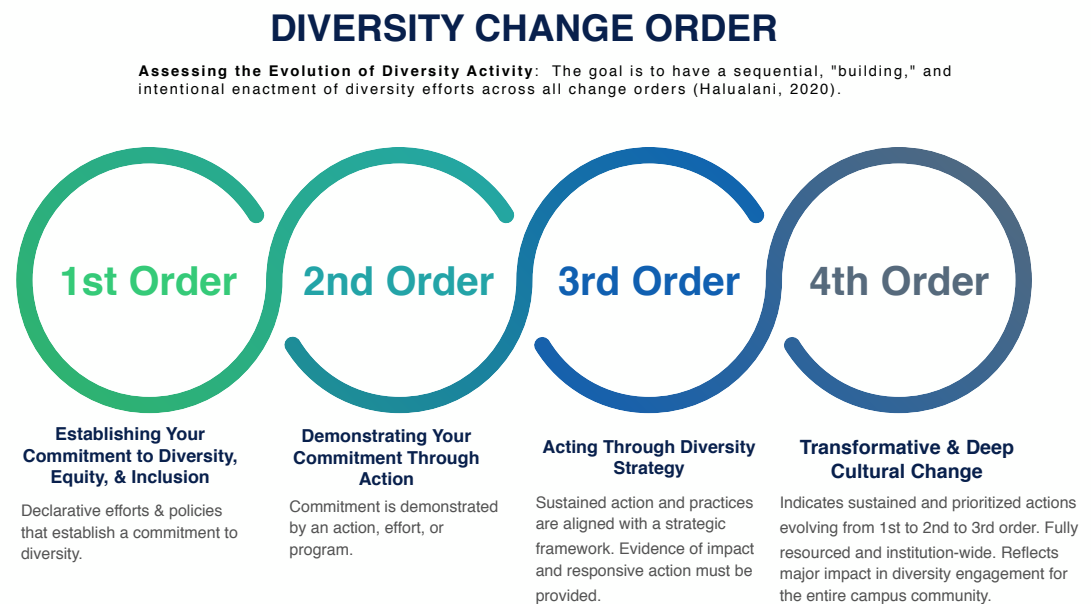 DIVERSITY CHANGE ORDER
Assessing the Evolution of Diversity Activity:  The goal is to have a sequential, "building," and
intentional enactment of diversity efforts across all change orders (Halualani, 2020).
1st Order
2nd Order
3rd Order
4th Order
Establishing Your
Commitment to Diversity,
Equity, & Inclusion
Declarative efforts & policies
that establish a commitment to
diversity.
Demonstrating Your
Commitment Through
Action
Commitment is demonstrated
by an action, effort, or
program.
Acting Through Diversity
Strategy
Sustained action and practices
are aligned with a strategic
framework. Evidence of impact
and responsive action must be
provided.
Transformative & Deep
Cultural Change
Indicates sustained and prioritized actions
evolving from 1st to 2nd to 3rd order. Fully
resourced and institution-wide. Reflects
major impact in diversity engagement for
the entire campus community.